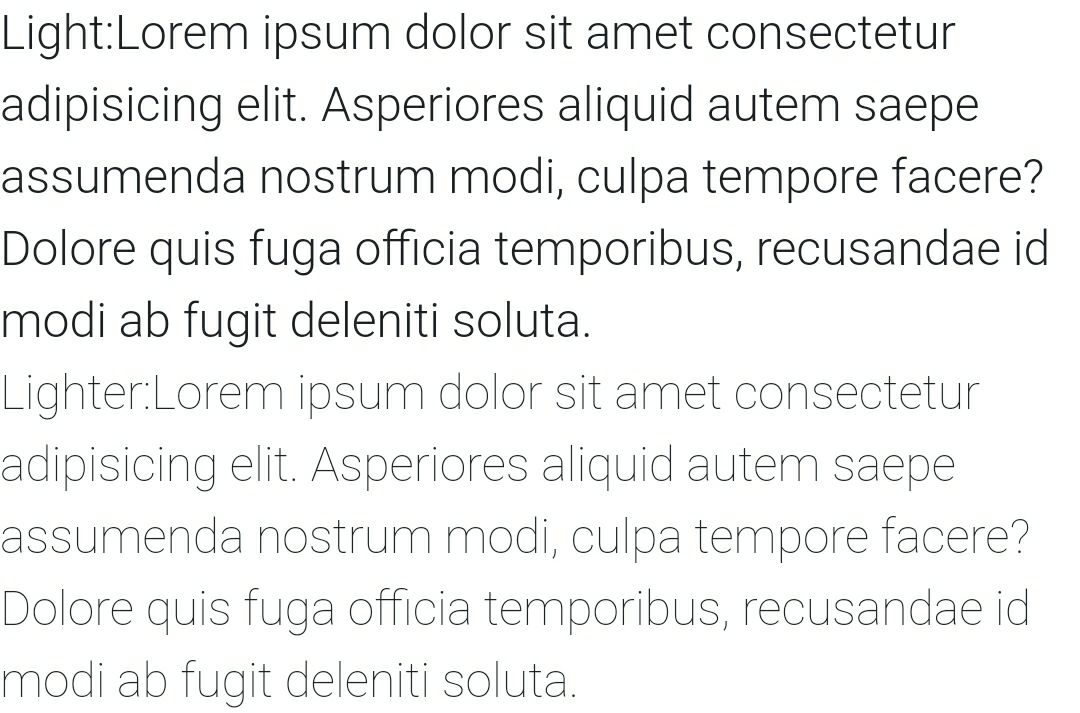 Light:Lorem ipsum dolor sit amet consectetur
adipisicing elit. Asperiores aliquid autem saepe
assumenda nostrum modi, culpa tempore facere?
Dolore quis fuga officia temporibus, recusandae id
modi ab fugit deleniti soluta.
Lighter:Lorem ipsum dolor sit amet consectetur
adipisicing elit. Asperiores aliquid autem saepe
assumenda nostrum modi, culpa tempore facere?
Dolore quis fuga officia temporibus, recusandae id
modi ab fugit deleniti soluta.